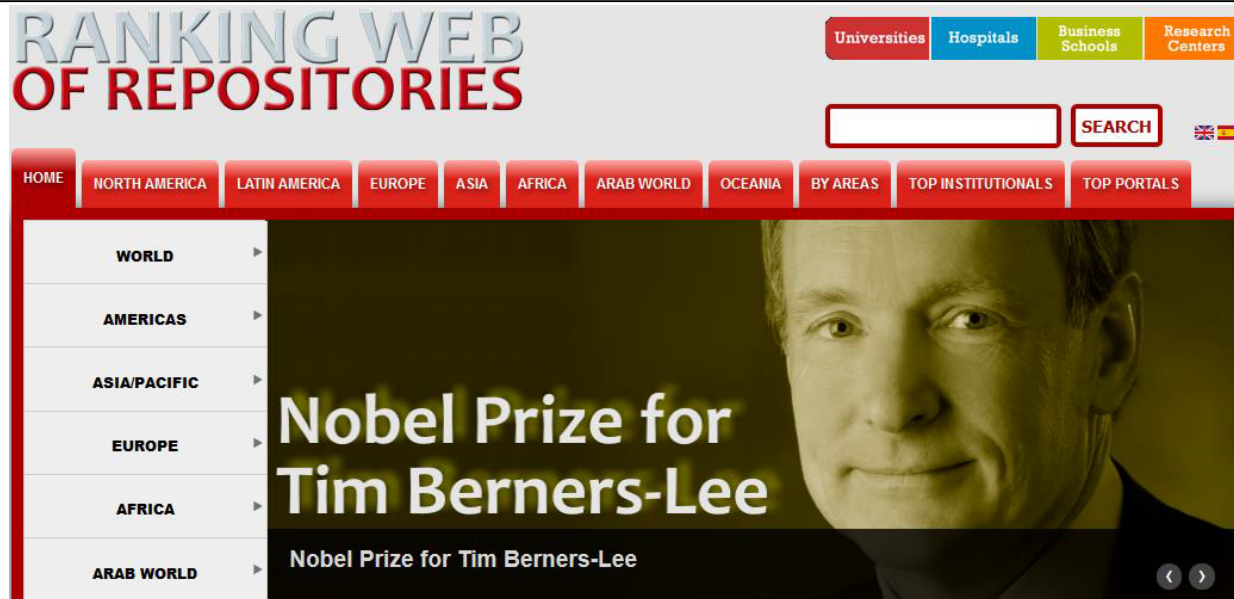 RANKING WEB
OF REPOSITORIES
Universities
Hospitals
Business
Schools
Research
Centers
SEARCH
HOME
NORTH AMERICA
LATIN AMERICA
EUROPE
ASIA
AFRICA
ARAB WORLD
OCEANIA
BY AREAS
TOP INSTITUTIONALS
TOP PORTALS
WORLD
AMERICAS
ASIA/PACIFIC
EUROPE
AFRICA
ARAB WORLD
Nobel Prize for
Tim Berners-Lee
Nobel Prize for Tim Berners-Lee